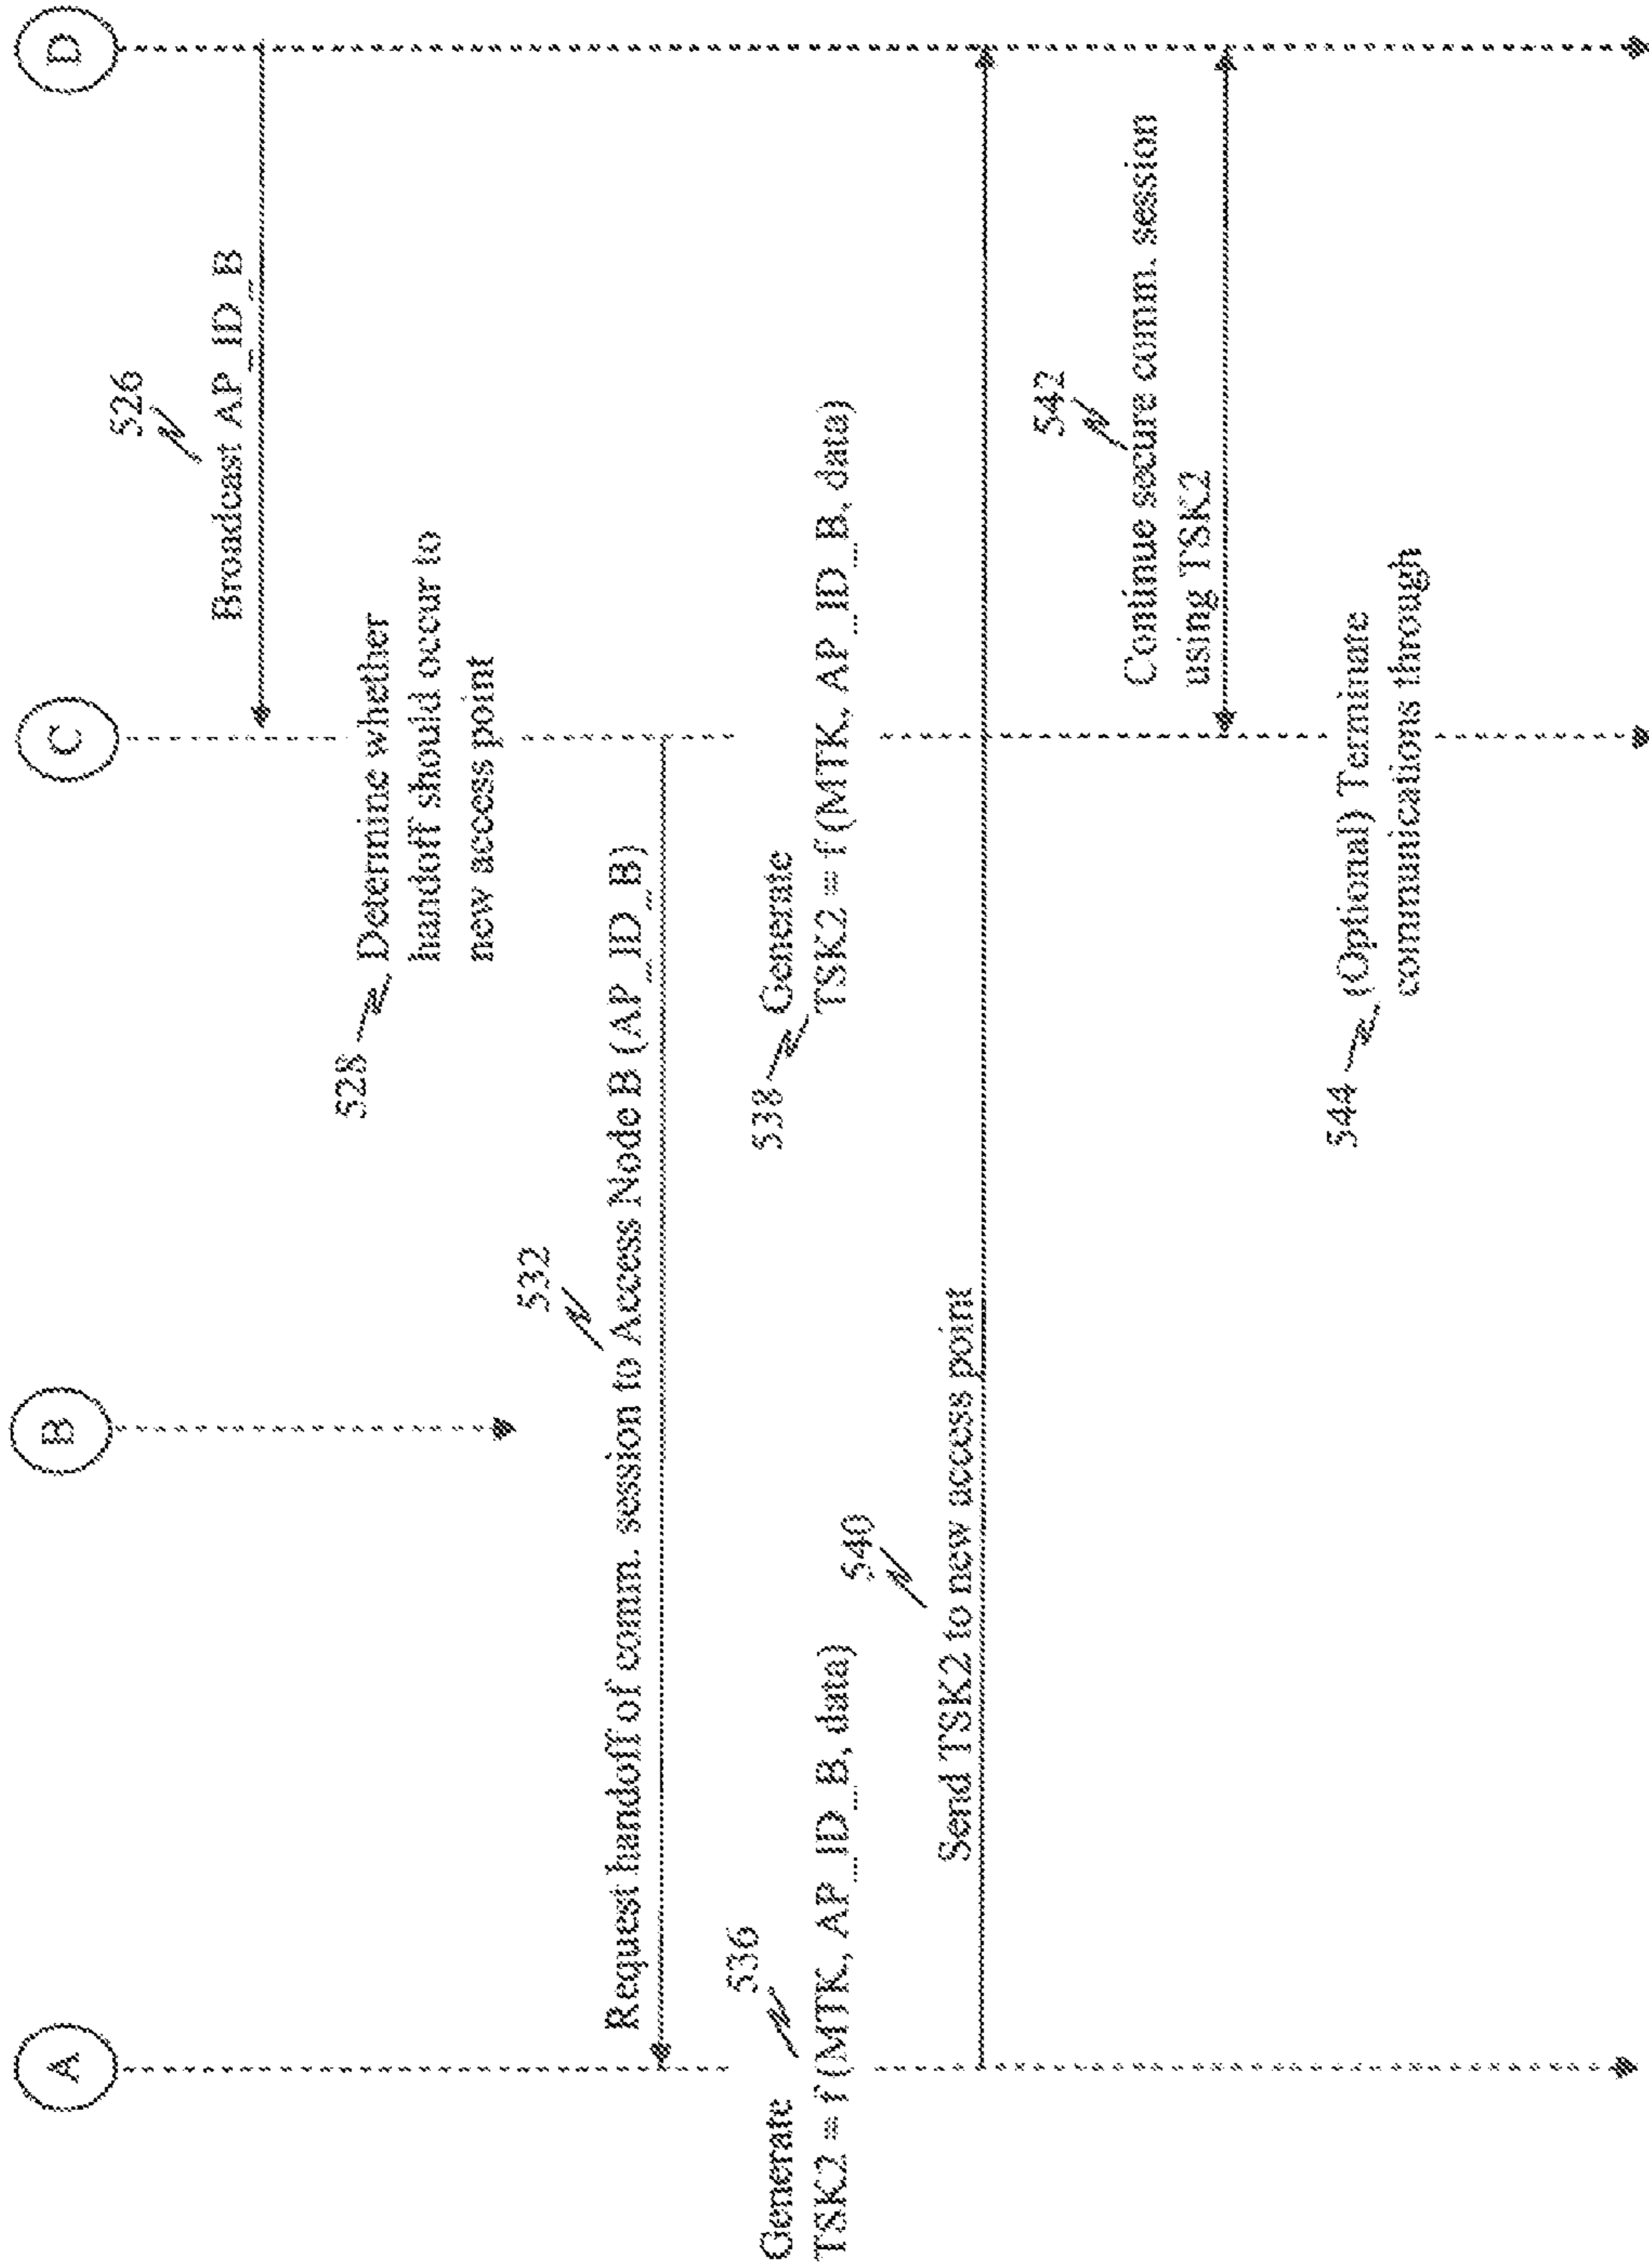 A
B
C
D
526
Broadcast AP_ID_B
528
Determine whether
handoff should occur to
new access point
532
Request handoff of comm. session to Access Node B (AP_ID_B)
536
Generate
TSK2 = f(MTK, AP_ID_B, data)
538
Generate
TSK2 = f(MTK, AP_ID_B, data)
540
Send TSK2 to new access point
542
Continue secure comm. session
using TSK2
544
(Optional) Terminate
communications through